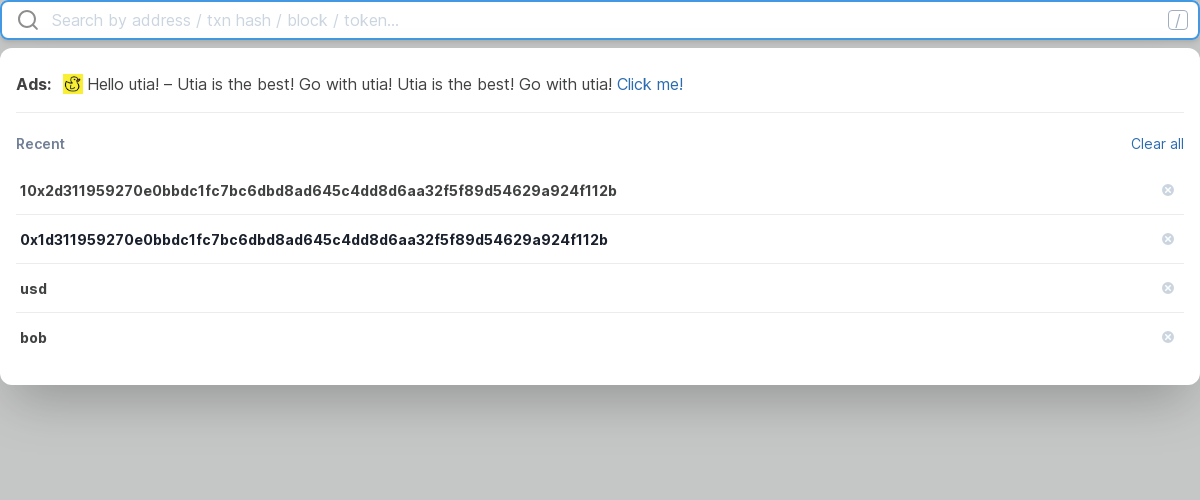 Search by address / txn hash / block / token...
/
Ads: Hello utia! – Utia is the best! Go with utia! Utia is the best! Go with utia! Click me!
Recent
Clear all
10x2d311959270e0bbdc1fc7bc6dbd8ad645c4dd8d6aa32f5f89d54629a924f112b
0x1d311959270e0bbdc1fc7bc6dbd8ad645c4dd8d6aa32f5f89d54629a924f112b
usd
bob